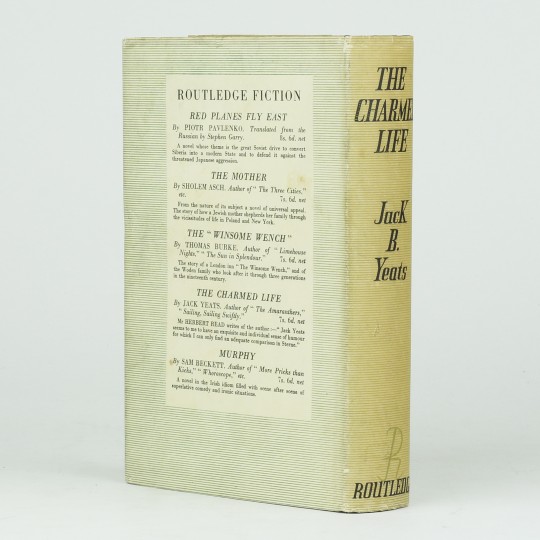 ROUTLEDGE FICTION
RED PLANES FLY EAST
By PIOTR PAVLENKO. Translated from the
Russian by Stephen Garry. 8s. 6d. net
A novel whose theme is the great Soviet drive to convert
Siberia into a modern State and to defend it against the
threatened Japanese aggression.
THE MOTHER
By SHOLEM ASCH. Author of "The Three Cities,"
etc. 7s. 6d. net
From the nature of its subject a novel of universal appeal.
The story of how a Jewish mother shepherds her family through
the vicissitudes of life in Poland and New York.
THE "WINSOME WENCH"
By THOMAS BURKE. Author of "Limehouse
Nights," "The Sun in Splendour." 7s. 6d. net
The story of a London inn "The Winsome Wench," and of
the Weden family who look after it through three generations
in the nineteenth century.
THE CHARMED LIFE
By JACK YEATS. Author of "The Amaranthers,"
"Sailing, Sailing Swiftly." 7s. 6d. net
Mr HERBERT READ writes of the author :—" Jack Yeats
seems to me to have an exquisite and individual sense of humour
for which I can only find an adequate comparison in Sterne."
MURPHY
By SAM BECKETT. Author of "More Pricks than
Kicks," "Whoroscope," etc. 7s. 6d. net
A novel in the Irish idiom filled with scene after scene of
superlative comedy and ironic situations.
THE
CHARMED
LIFE
Jack
B.
Yeats
R
ROUTLEDG